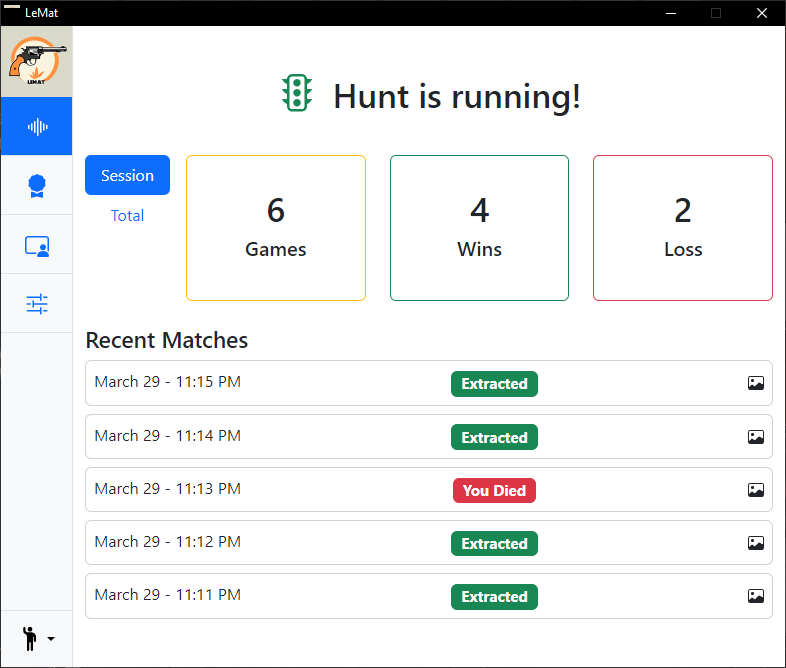 LeMat
LEMAT
Hunt is running!
Session
Total
6
Games
4
Wins
2
Loss
Recent Matches
March 29 - 11:15 PM Extracted
March 29 - 11:14 PM Extracted
March 29 - 11:13 PM You Died
March 29 - 11:12 PM Extracted
March 29 - 11:11 PM Extracted